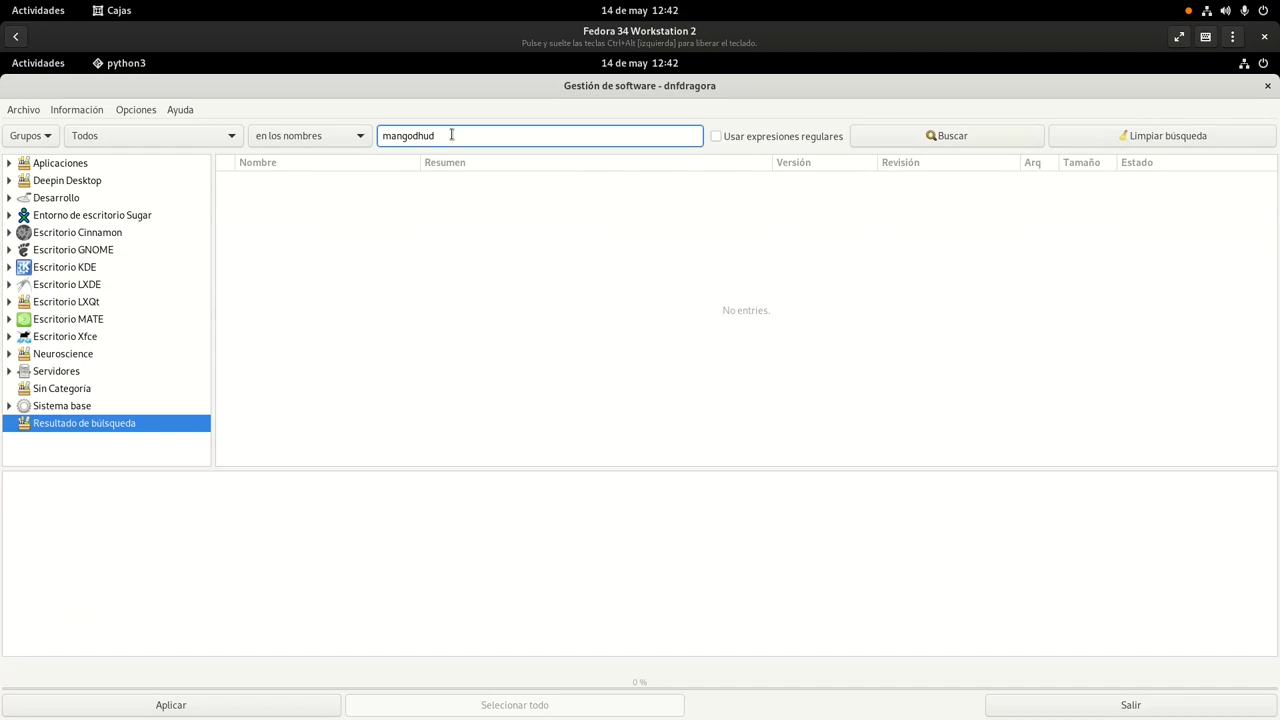 Actividades Cajas 14 de may 12:42
Fedora 34 Workstation 2
Pulse y suelte las teclas Ctrl+Alt [izquierda] para liberar el teclado.
Actividades python3 14 de may 12:42
Gestión de software - dnfdragora
Archivo Información Opciones Ayuda
Grupos Todos en los nombres mangodhud Usar expresiones regulares Buscar Limpiar búsqueda
Nombre Resumen Versión Revisión Arq Tamaño Estado
Aplicaciones
Deepin Desktop
Desarrollo
Entorno de escritorio Sugar
Escritorio Cinnamon
Escritorio GNOME
Escritorio KDE
Escritorio LXDE
Escritorio LXQt
Escritorio MATE
Escritorio Xfce
Neuroscience
Servidores
Sin Categoría
Sistema base
Resultado de búlsqueda
No entries.
0 %
Aplicar Selecionar todo Salir